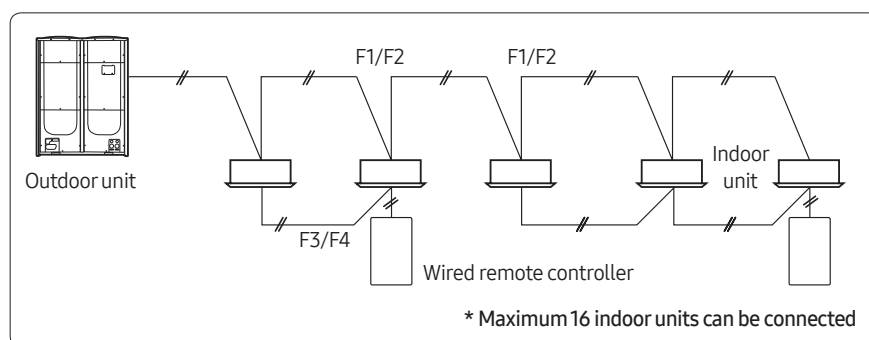 F1/F2
F1/F2
Outdoor unit
Indoor
unit
F3/F4
Wired remote controller
* Maximum 16 indoor units can be connected